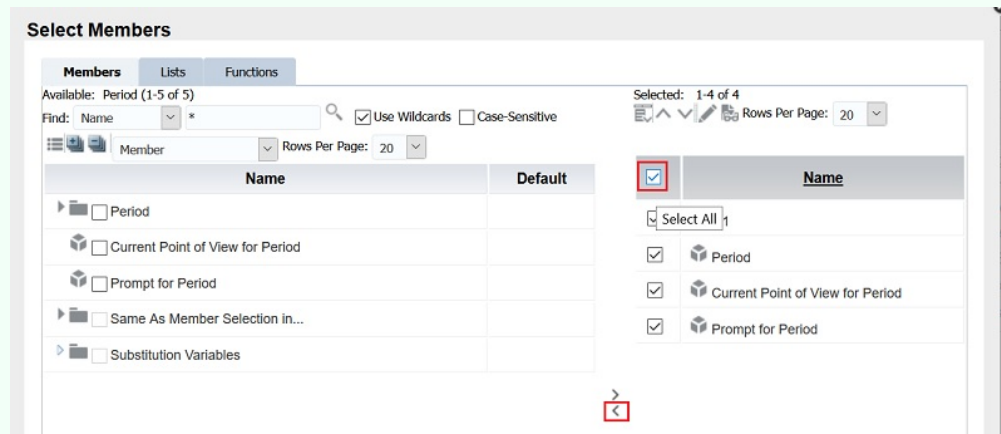 Select Members
Members Lists Functions
Available: Period (1-5 of 5)
Find: Name * Use Wildcards Case-Sensitive
Member Rows Per Page: 20
Name Default
Period
Current Point of View for Period
Prompt for Period
Same As Member Selection in...
Substitution Variables
Selected: 1-4 of 4
Rows Per Page: 20
Name
Select All 1
Period
Current Point of View for Period
Prompt for Period